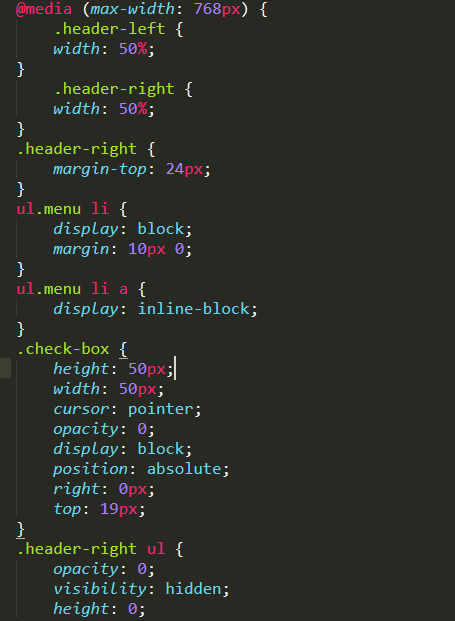 @media (max-width: 768px) {
    .header-left {
    width: 50%;
}
    .header-right {
    width: 50%;
}
.header-right {
    margin-top: 24px;
}
ul.menu li {
    display: block;
    margin: 10px 0;
}
ul.menu li a {
    display: inline-block;
}
.check-box {
    height: 50px;
    width: 50px;
    cursor: pointer;
    opacity: 0;
    display: block;
    position: absolute;
    right: 0px;
    top: 19px;
}
.header-right ul {
    opacity: 0;
    visibility: hidden;
    height: 0;